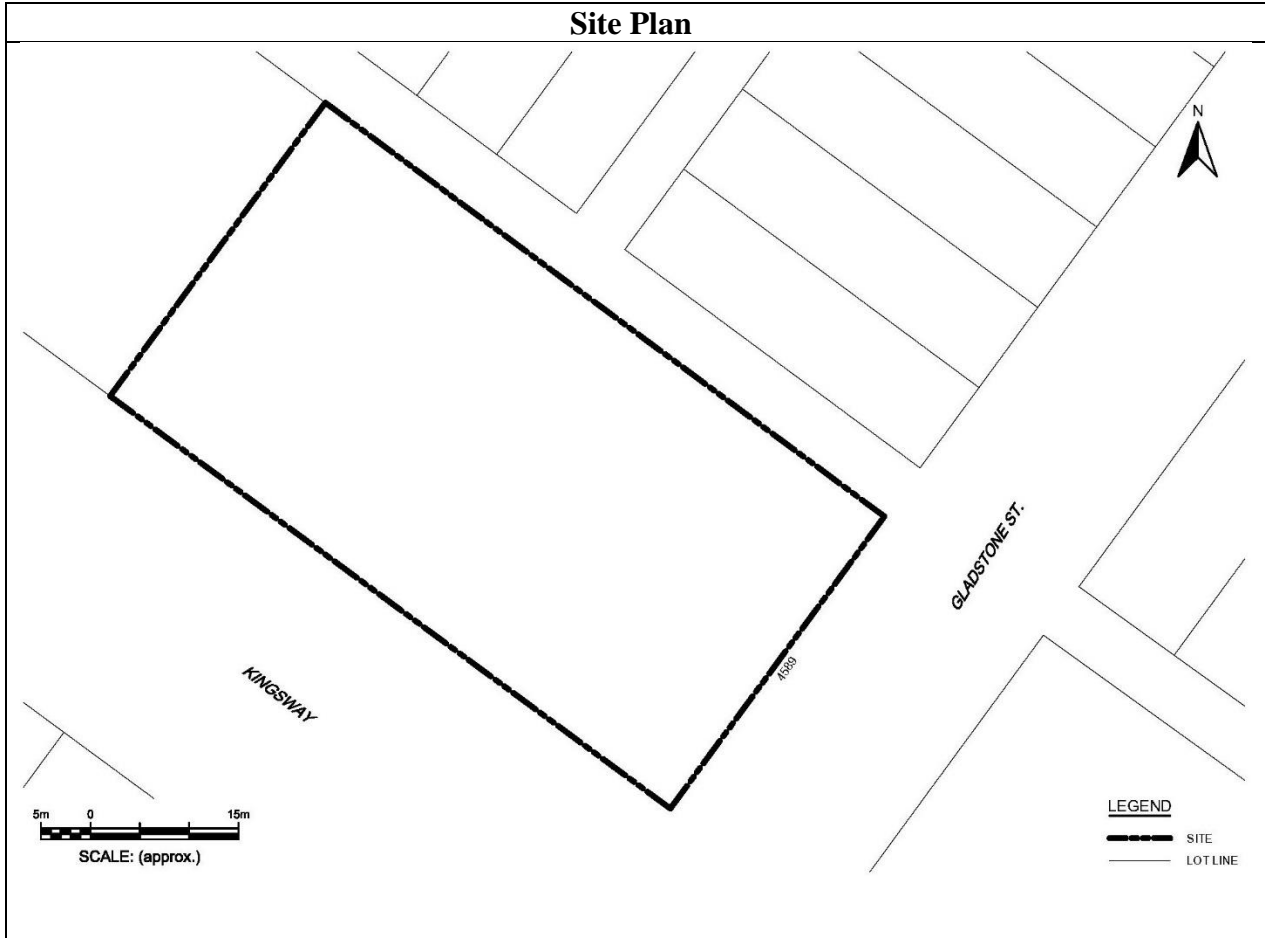 Site Plan
N
GLADSTONE ST.
4589
KINGSWAY
5m 0 15m
SCALE: (approx.)
LEGEND
SITE
LOT LINE